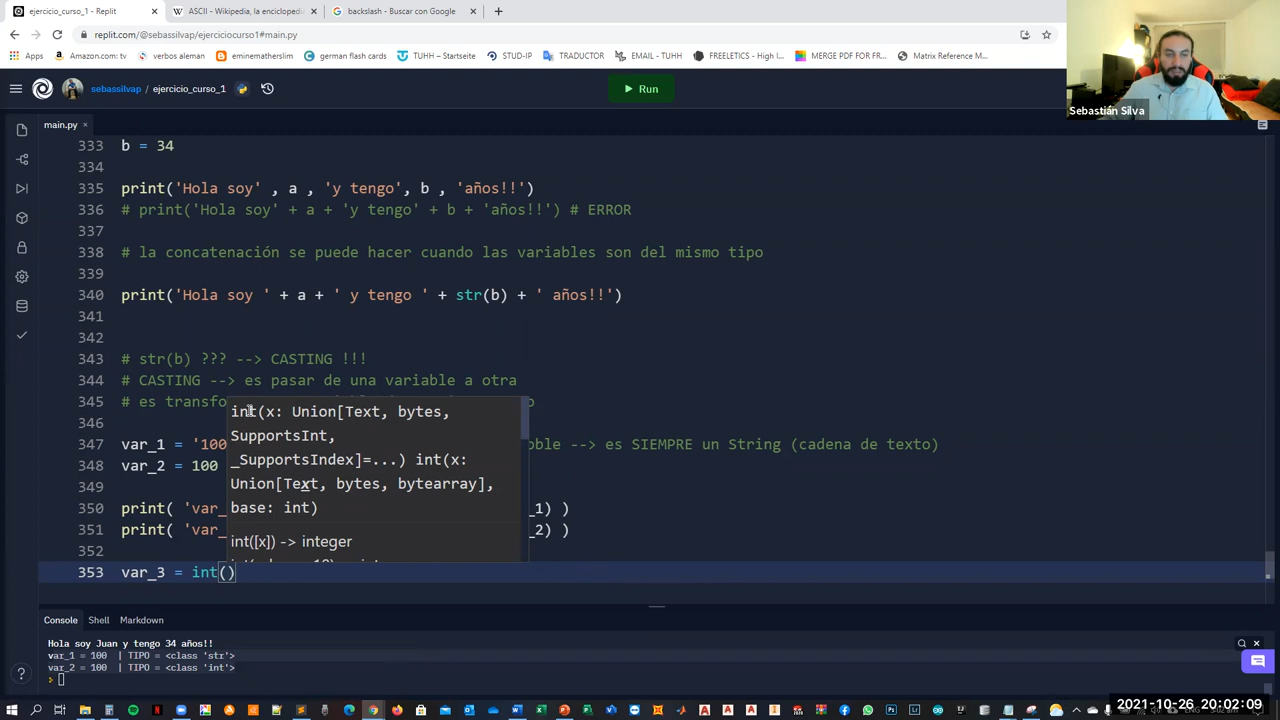 ejercicio_curso_1 - Replit
ASCII - Wikipedia, la enciclopedi
backslash - Buscar con Google
replit.com/@sebassilvap/ejerciciocurso1#main.py
Apps
Amazon.com: tv
verbos aleman
eminemathersIim
german flash cards
TUHH – Startseite
STUD-IP
TRADUCTOR
EMAIL - TUHH
FREELETICS - High I...
MERGE PDF FOR FR...
Matrix Reference M...
sebassilvap / ejercicio_curso_1
Run
Sebastián Silva
main.py
333 b = 34
334
335 print('Hola soy' , a , 'y tengo', b , 'años!!')
336 # print('Hola soy' + a + 'y tengo' + b + 'años!!') # ERROR
337
338 # la concatenación se puede hacer cuando las variables son del mismo tipo
339
340 print('Hola soy ' + a + ' y tengo ' + str(b) + ' años!!')
341
342
343 # str(b) ??? --> CASTING !!!
344 # CASTING --> es pasar de una variable a otra
345 # es transfo
o
int(x: Union[Text, bytes,
SupportsInt,
_SupportsIndex]=...) int(x:
Union[Text, bytes, bytearray],
base: int)
int([x]) -> integer
346
347 var_1 = '100
oble --> es SIEMPRE un String (cadena de texto)
348 var_2 = 100
349
350 print( 'var_
_1) )
351 print( 'var_
_2) )
352
353 var_3 = int()
Console
Shell
Markdown
Hola soy Juan y tengo 34 años!!
var_1 = 100 | TIPO = <class 'str'>
var_2 = 100 | TIPO = <class 'int'>
2021-10-26 20:02:09